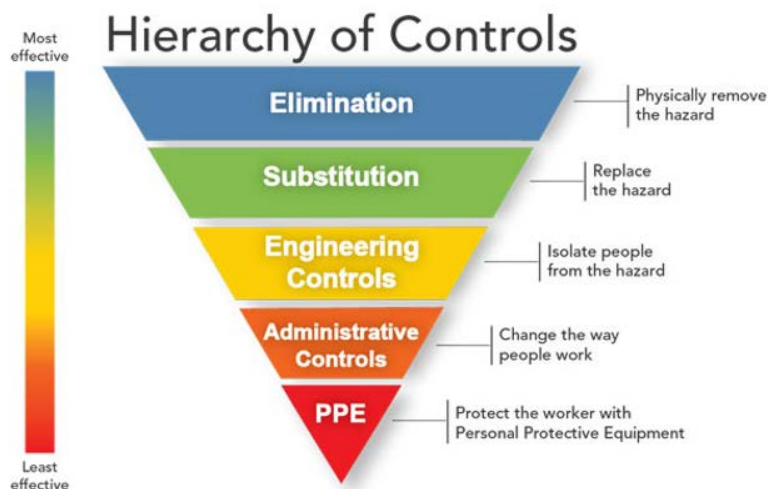 Hierarchy of Controls
Most
effective
Elimination
Physically remove
the hazard
Substitution
Replace
the hazard
Engineering
Controls
Isolate people
from the hazard
Administrative
Controls
Change the way
people work
PPE
Protect the worker with
Personal Protective Equipment
Least
effective